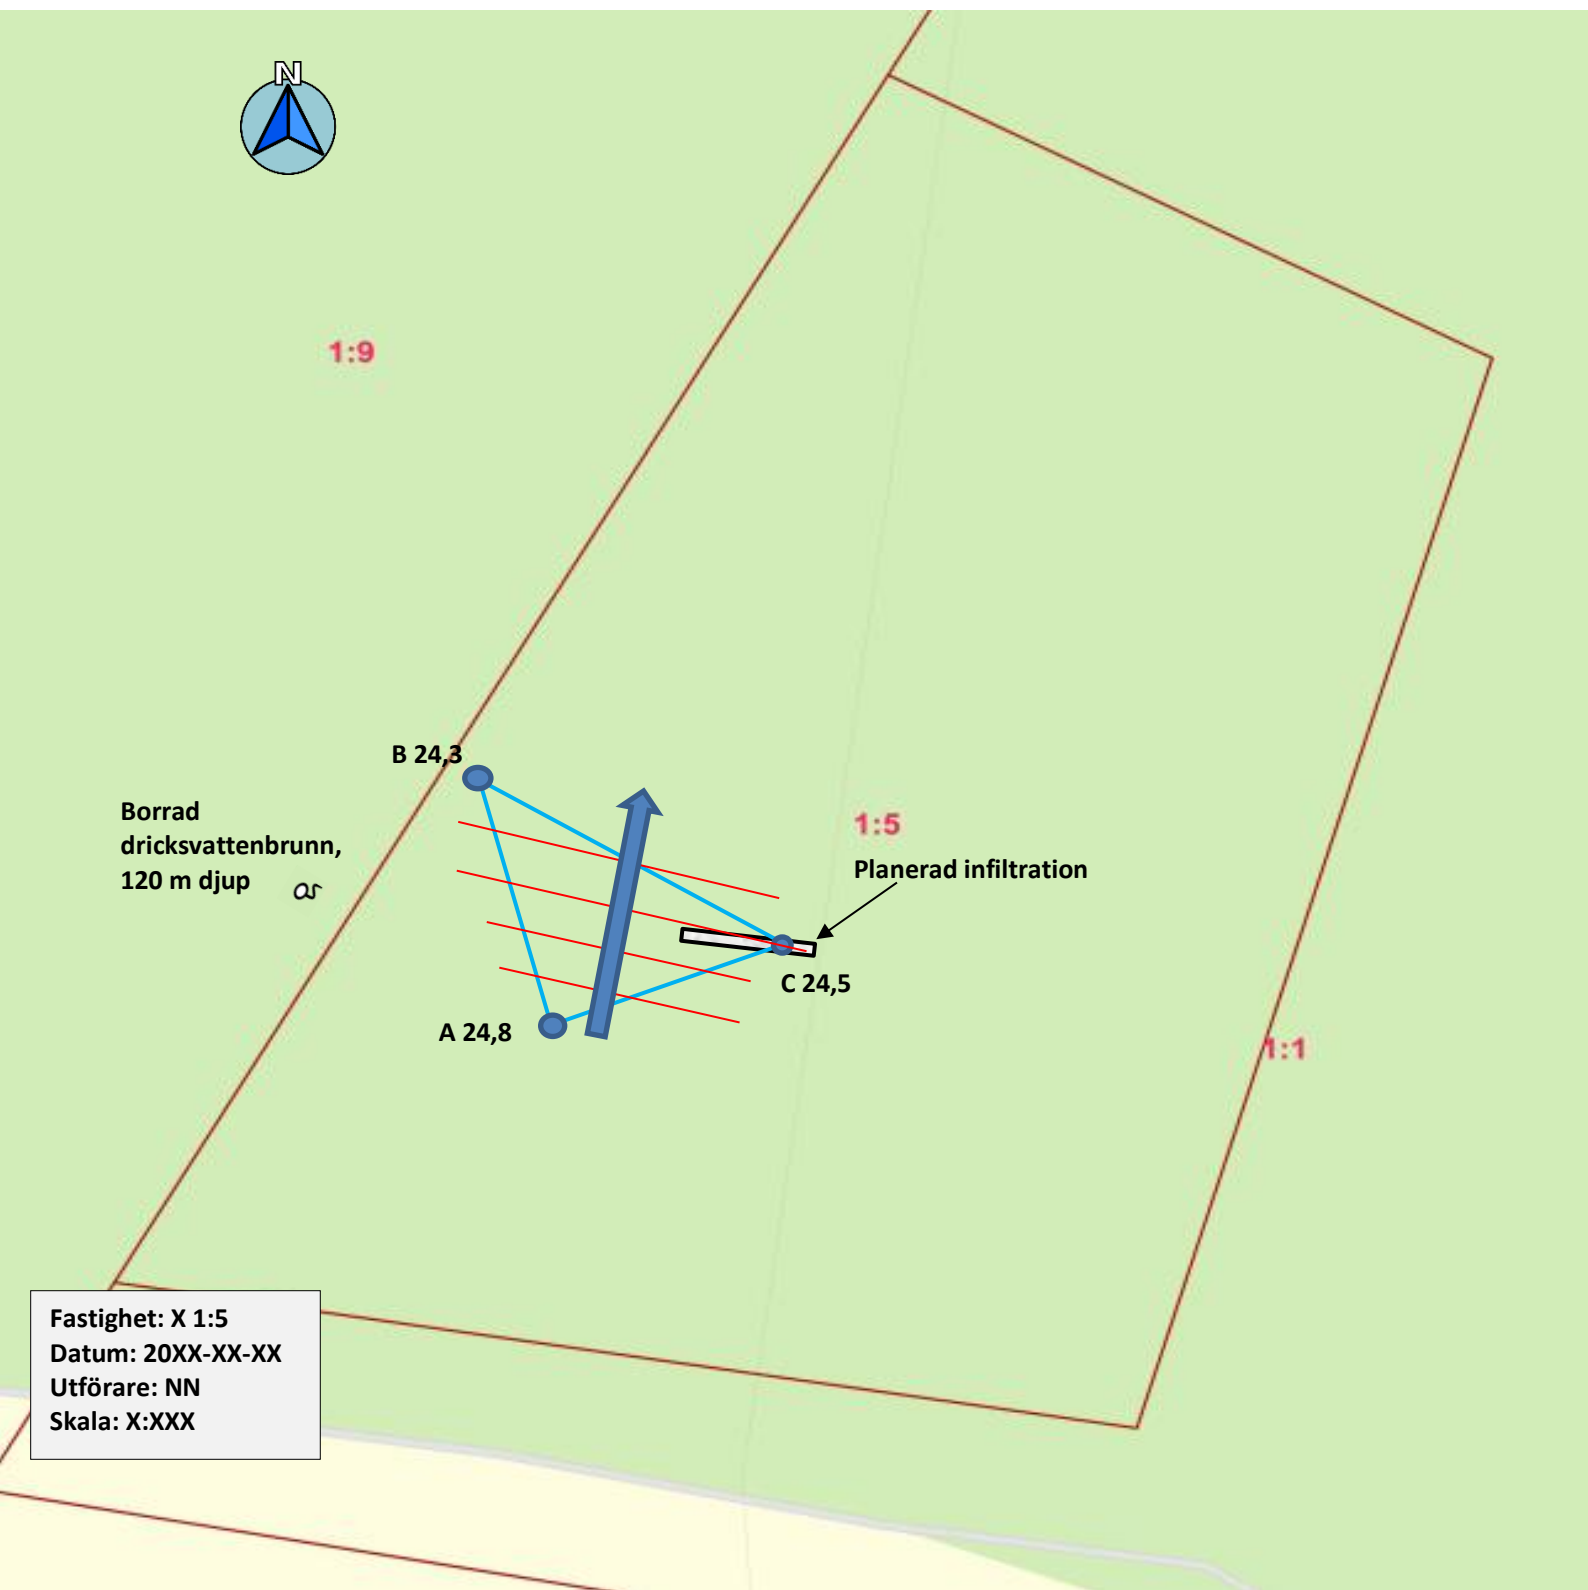 N
1:9
B 24,3
Borrad
dricksvattenbrunn,
120 m djup
1:5
Planerad infiltration
C 24,5
A 24,8
1:1
Fastighet: X 1:5
Datum: 20XX-XX-XX
Utförare: NN
Skala: X:XXX